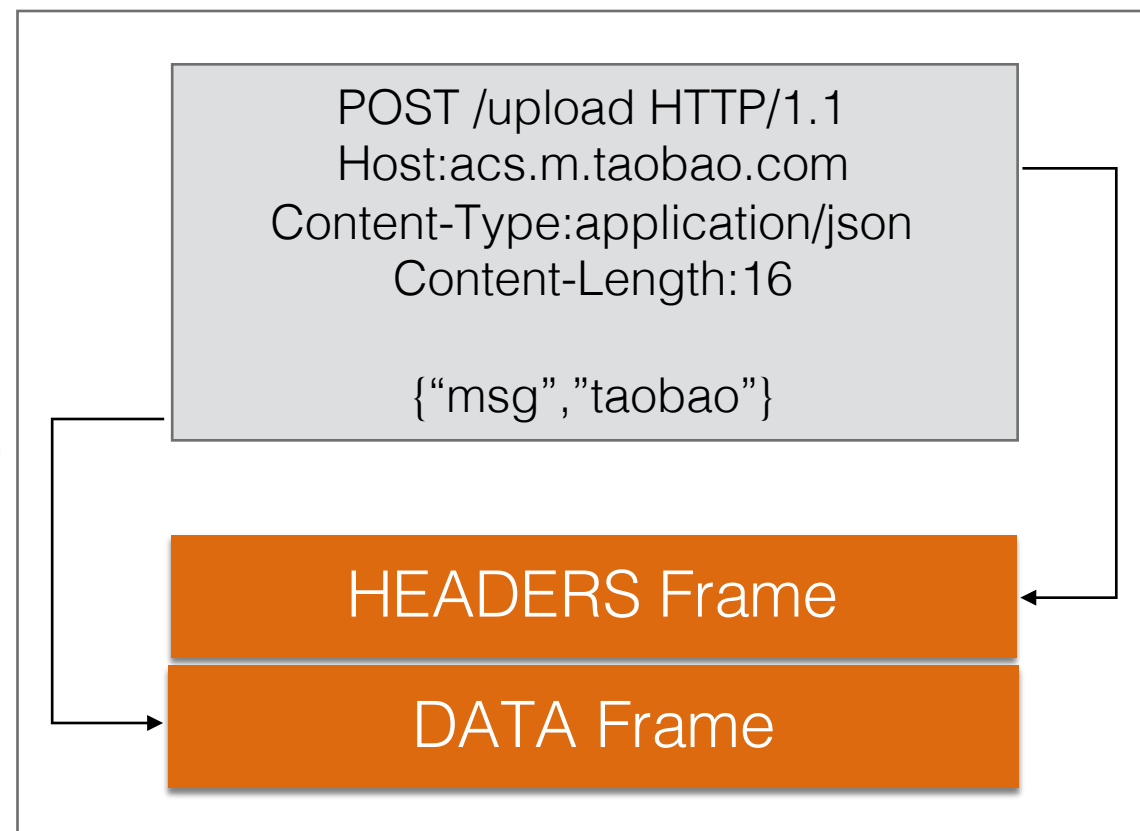 POST /upload HTTP/1.1
Host:acs.m.taobao.com
Content-Type:application/json
Content-Length:16
{“msg”,”taobao”}
HEADERS Frame
DATA Frame